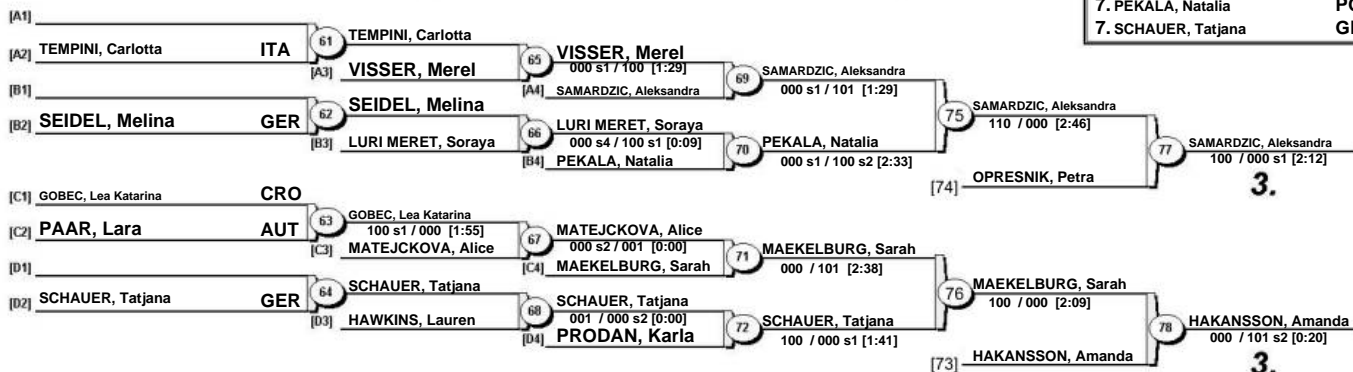 7. PEKALA, Natalia
7. SCHAUER, Tatjana
[A1]
[A2] TEMPINI, Carlotta ITA
61 TEMPINI, Carlotta
[A3] VISSER, Merel
65 VISSER, Merel
000 s1 / 100 [1:29]
[A4] SAMARDZIC, Aleksandra
69 SAMARDZIC, Aleksandra
000 s1 / 101 [1:29]
[B1]
[B2] SEIDEL, Melina GER
62 SEIDEL, Melina
[B3] LURI MERET, Soraya
66 LURI MERET, Soraya
000 s4 / 100 s1 [0:09]
[B4] PEKALA, Natalia
70 PEKALA, Natalia
000 s1 / 100 s2 [2:33]
75 SAMARDZIC, Aleksandra
110 / 000 [2:46]
[74] OPRESNIK, Petra
77 SAMARDZIC, Aleksandra
100 / 000 s1 [2:12]
3.
[C1] GOBEC, Lea Katarina CRO
[C2] PAAR, Lara AUT
63 GOBEC, Lea Katarina
100 s1 / 000 [1:55]
[C3] MATEJCKOVA, Alice
67 MATEJCKOVA, Alice
000 s2 / 001 [0:00]
[C4] MAEKELBURG, Sarah
71 MAEKELBURG, Sarah
000 / 101 [2:38]
[D1]
[D2] SCHAUER, Tatjana GER
64 SCHAUER, Tatjana
[D3] HAWKINS, Lauren
68 SCHAUER, Tatjana
001 / 000 s2 [0:00]
[D4] PRODAN, Karla
72 SCHAUER, Tatjana
100 / 000 s1 [1:41]
76 MAEKELBURG, Sarah
100 / 000 [2:09]
[73] HAKANSSON, Amanda
78 HAKANSSON, Amanda
000 / 101 s2 [0:20]
3.